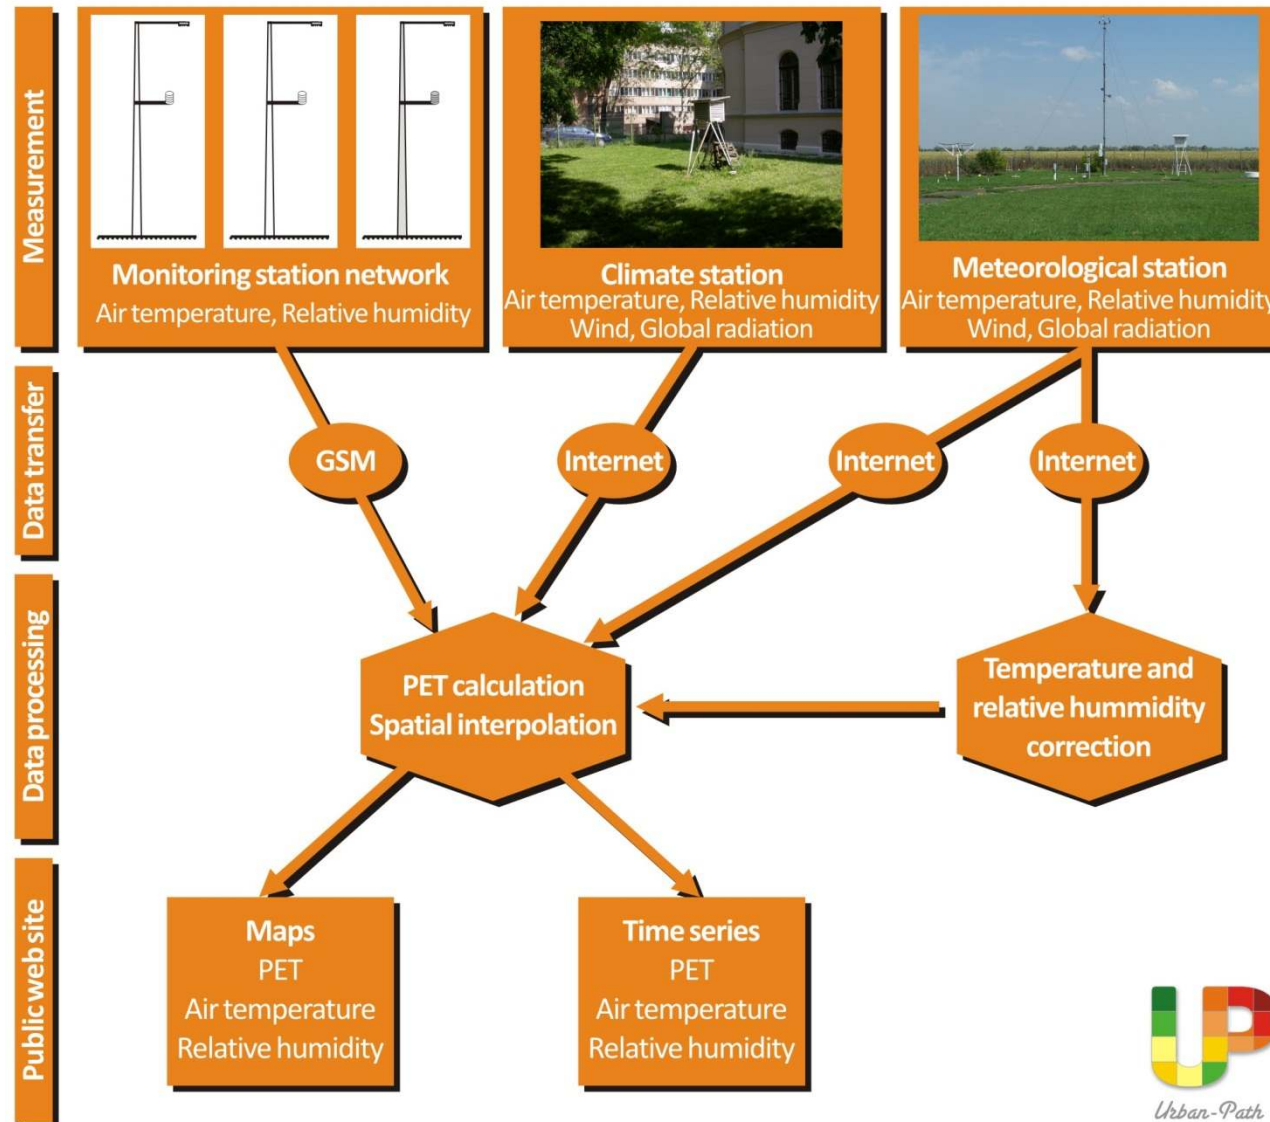 Measurement
Monitoring station network
Air temperature, Relative humidity
Climate station
Air temperature, Relative humidity
Wind, Global radiation
Meteorological station
Air temperature, Relative humidity
Wind, Global radiation
Data transfer
GSM
Internet
Internet
Internet
Data processing
PET calculation
Spatial interpolation
Temperature and
relative hummidity
correction
Public web site
Maps
PET
Air temperature
Relative humidity
Time series
PET
Air temperature
Relative humidity
UP
Urban-Path